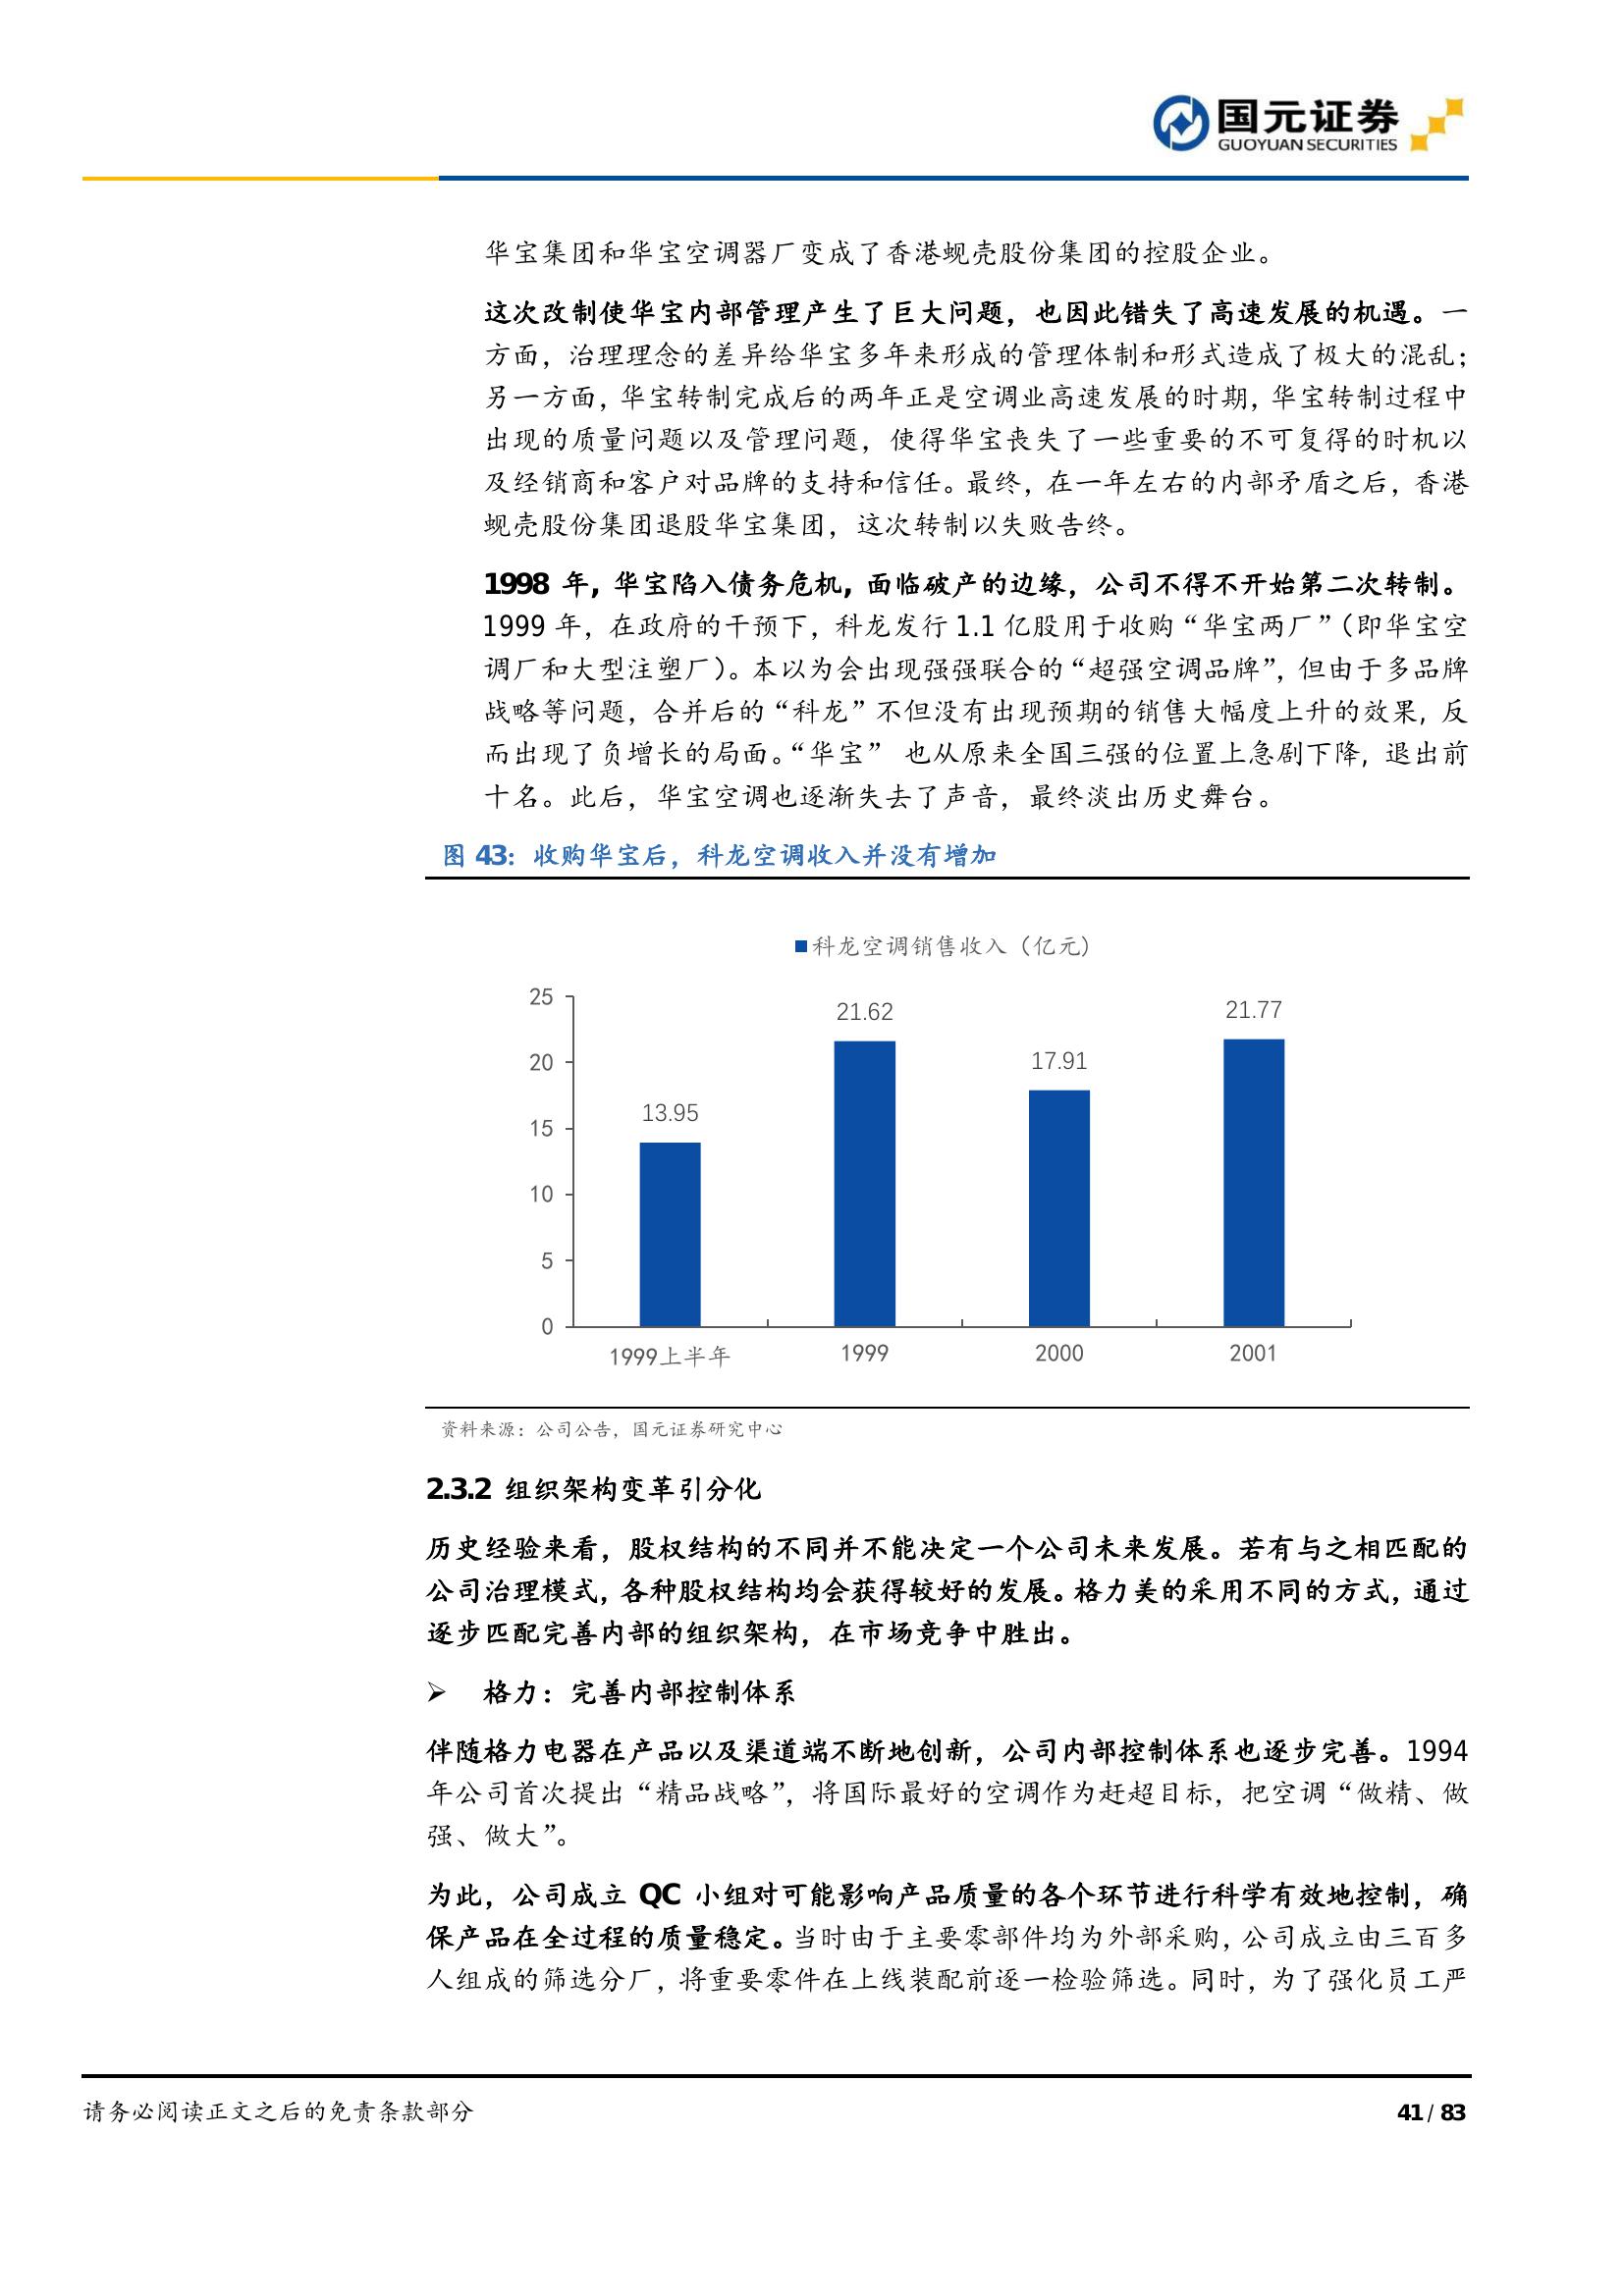 国元证券
GUOYUAN SECURITIES
华宝集团和华宝空调器厂变成了香港蚬壳股份集团的控股企业。
这次改制使华宝内部管理产生了巨大问题，也因此错失了高速发展的机遇。一
方面，治理理念的差异给华宝多年来形成的管理体制和形式造成了极大的混乱；
另一方面，华宝转制完成后的两年正是空调业高速发展的时期，华宝转制过程中
出现的质量问题以及管理问题，使得华宝丧失了一些重要的不可复得的时机以
及经销商和客户对品牌的支持和信任。最终，在一年左右的内部矛盾之后，香港
蚬壳股份集团退股华宝集团，这次转制以失败告终。
1998 年，华宝陷入债务危机，面临破产的边缘，公司不得不开始第二次转制。
1999 年，在政府的干预下，科龙发行 1.1 亿股用于收购“华宝两厂”（即华宝空
调厂和大型注塑厂）。本以为会出现强强联合的“超强空调品牌”，但由于多品牌
战略等问题，合并后的“科龙”不但没有出现预期的销售大幅度上升的效果，反
而出现了负增长的局面。“华宝” 也从原来全国三强的位置上急剧下降，退出前
十名。此后，华宝空调也逐渐失去了声音，最终淡出历史舞台。
图 43：收购华宝后，科龙空调收入并没有增加
科龙空调销售收入（亿元）
25
20
15
10
5
0
13.95
21.62
17.91
21.77
1999上半年
1999
2000
2001
资料来源：公司公告，国元证券研究中心
2.3.2 组织架构变革引分化
历史经验来看，股权结构的不同并不能决定一个公司未来发展。若有与之相匹配的
公司治理模式，各种股权结构均会获得较好的发展。格力美的采用不同的方式，通过
逐步匹配完善内部的组织架构，在市场竞争中胜出。
➢ 格力：完善内部控制体系
伴随格力电器在产品以及渠道端不断地创新，公司内部控制体系也逐步完善。1994
年公司首次提出“精品战略”，将国际最好的空调作为赶超目标，把空调“做精、做
强、做大”。
为此，公司成立 QC 小组对可能影响产品质量的各个环节进行科学有效地控制，确
保产品在全过程的质量稳定。当时由于主要零部件均为外部采购，公司成立由三百多
人组成的筛选分厂，将重要零件在上线装配前逐一检验筛选。同时，为了强化员工严
请务必阅读正文之后的免责条款部分
41 / 83